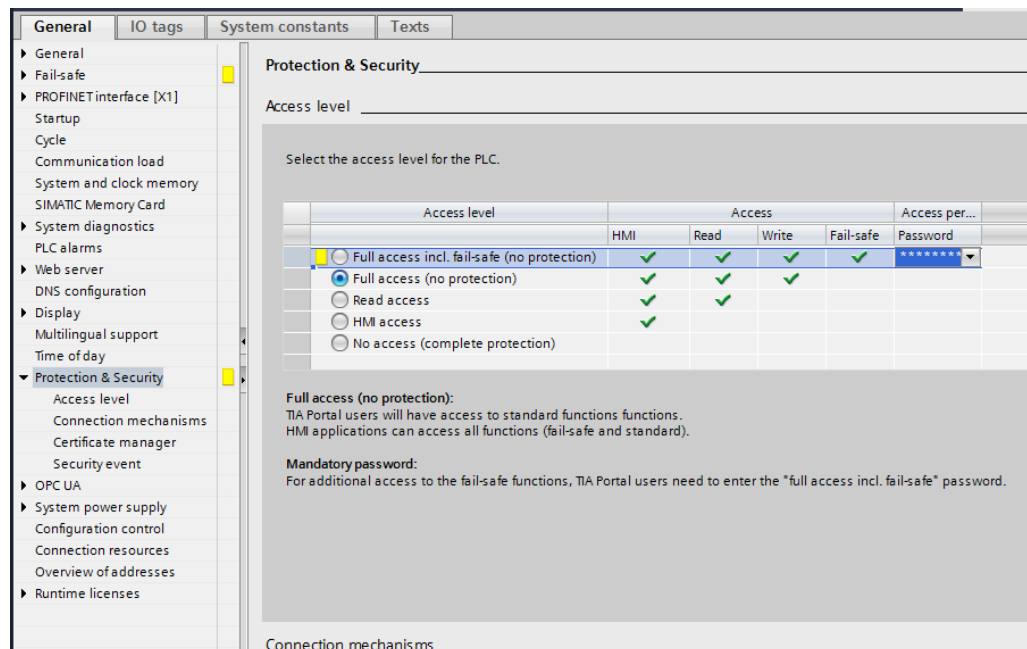 General IO tags System constants Texts
General
Fail-safe
PROFINET interface [X1]
Startup
Cycle
Communication load
System and clock memory
SIMATIC Memory Card
System diagnostics
PLC alarms
Web server
DNS configuration
Display
Multilingual support
Time of day
Protection & Security
Access level
Connection mechanisms
Certificate manager
Security event
OPC UA
System power supply
Configuration control
Connection resources
Overview of addresses
Runtime licenses
Protection & Security
Access level
Select the access level for the PLC.
Access level Access Access per...
HMI Read Write Fail-safe Password
Full access incl. fail-safe (no protection) ********
Full access (no protection)
Read access
HMI access
No access (complete protection)
Full access (no protection):
TIA Portal users will have access to standard functions functions.
HMI applications can access all functions (fail-safe and standard).
Mandatory password:
For additional access to the fail-safe functions, TIA Portal users need to enter the "full access incl. fail-safe" password.
Connection mechanisms